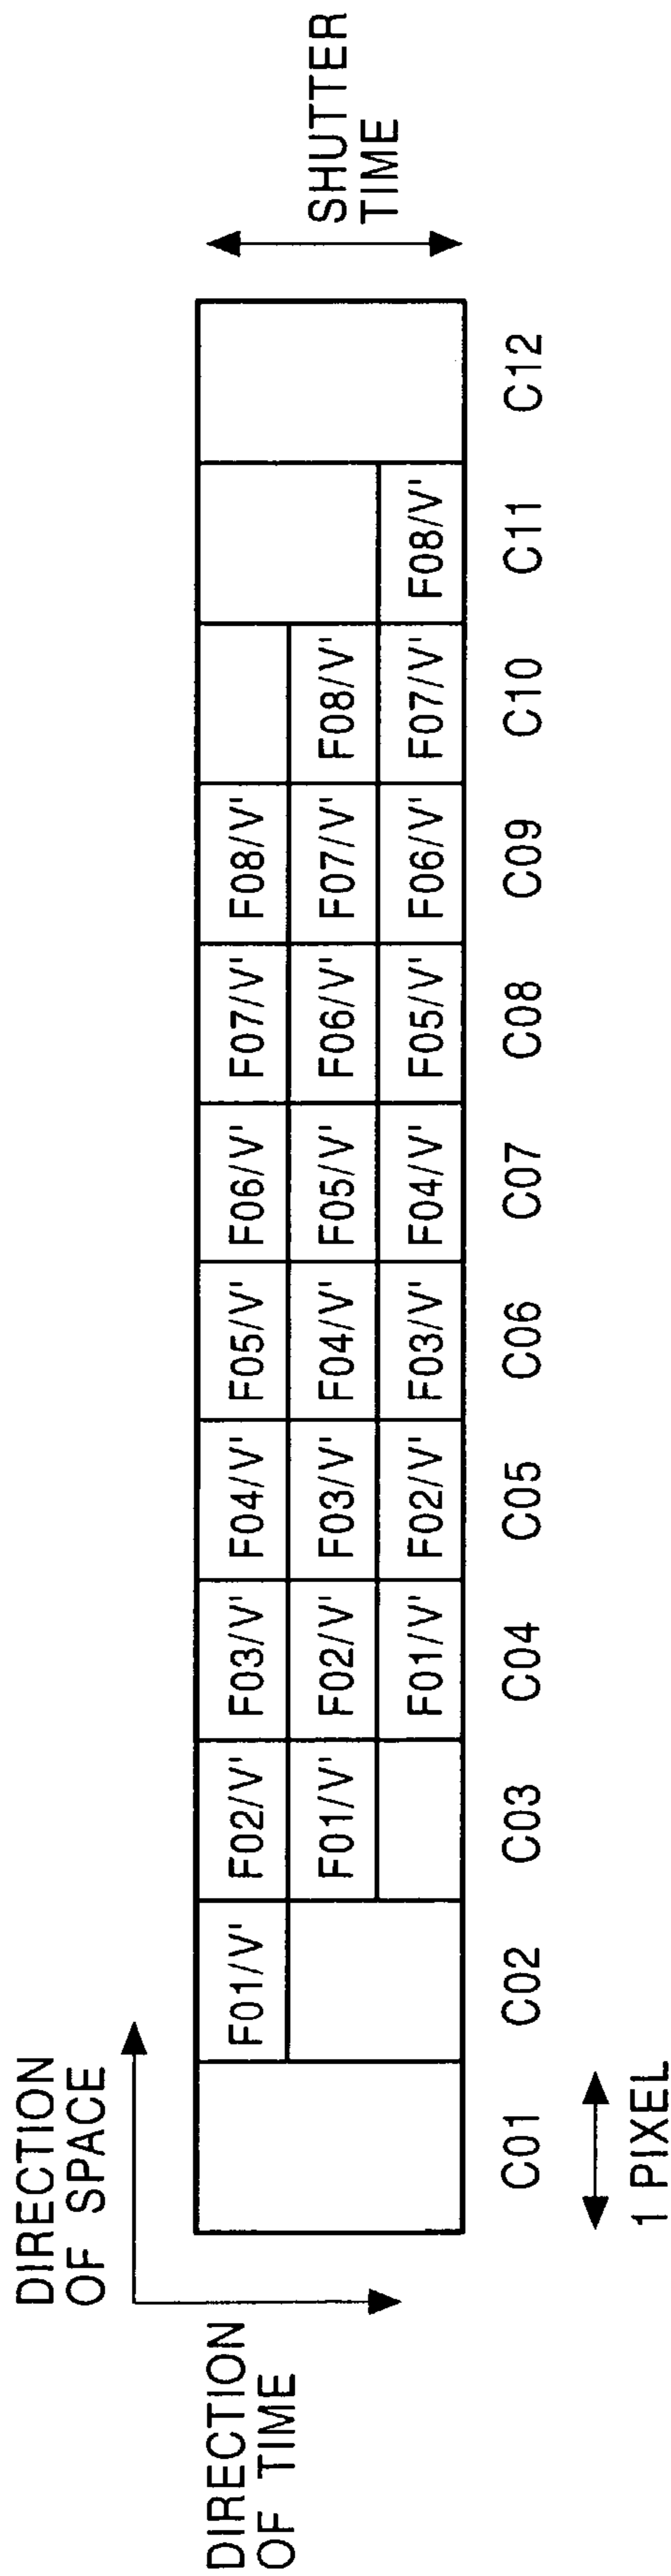 DIRECTION
OF SPACE
DIRECTION
OF TIME
SHUTTER
TIME
F01/V' F02/V' F03/V' F04/V' F05/V' F06/V' F07/V' F08/V'
F01/V' F02/V' F03/V' F04/V' F05/V' F06/V' F07/V' F08/V'
F01/V' F02/V' F03/V' F04/V' F05/V' F06/V' F07/V' F08/V'
C01 C02 C03 C04 C05 C06 C07 C08 C09 C10 C11 C12
1 PIXEL